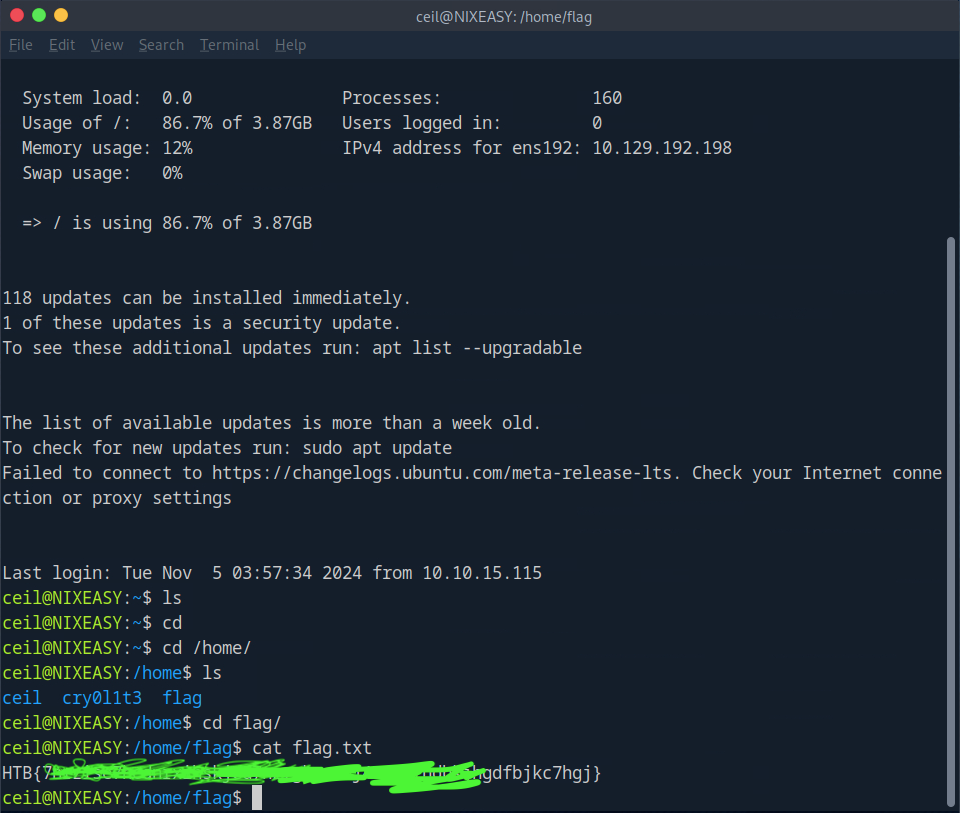 ceil@NIXEASY: /home/flag
File Edit View Search Terminal Help
System load: 0.0 Processes: 160
Usage of /: 86.7% of 3.87GB Users logged in: 0
Memory usage: 12% IPv4 address for ens192: 10.129.192.198
Swap usage: 0%
=> / is using 86.7% of 3.87GB
118 updates can be installed immediately.
1 of these updates is a security update.
To see these additional updates run: apt list --upgradable
The list of available updates is more than a week old.
To check for new updates run: sudo apt update
Failed to connect to https://changelogs.ubuntu.com/meta-release-lts. Check your Internet conne
ction or proxy settings
Last login: Tue Nov  5 03:57:34 2024 from 10.10.15.115
ceil@NIXEASY:~$ ls
ceil@NIXEASY:~$ cd
ceil@NIXEASY:~$ cd /home/
ceil@NIXEASY:/home$ ls
ceil cry0l1t3 flag
ceil@NIXEASY:/home$ cd flag/
ceil@NIXEASY:/home/flag$ cat flag.txt
HTB{7 gdfbjkc7hgj}
ceil@NIXEASY:/home/flag$